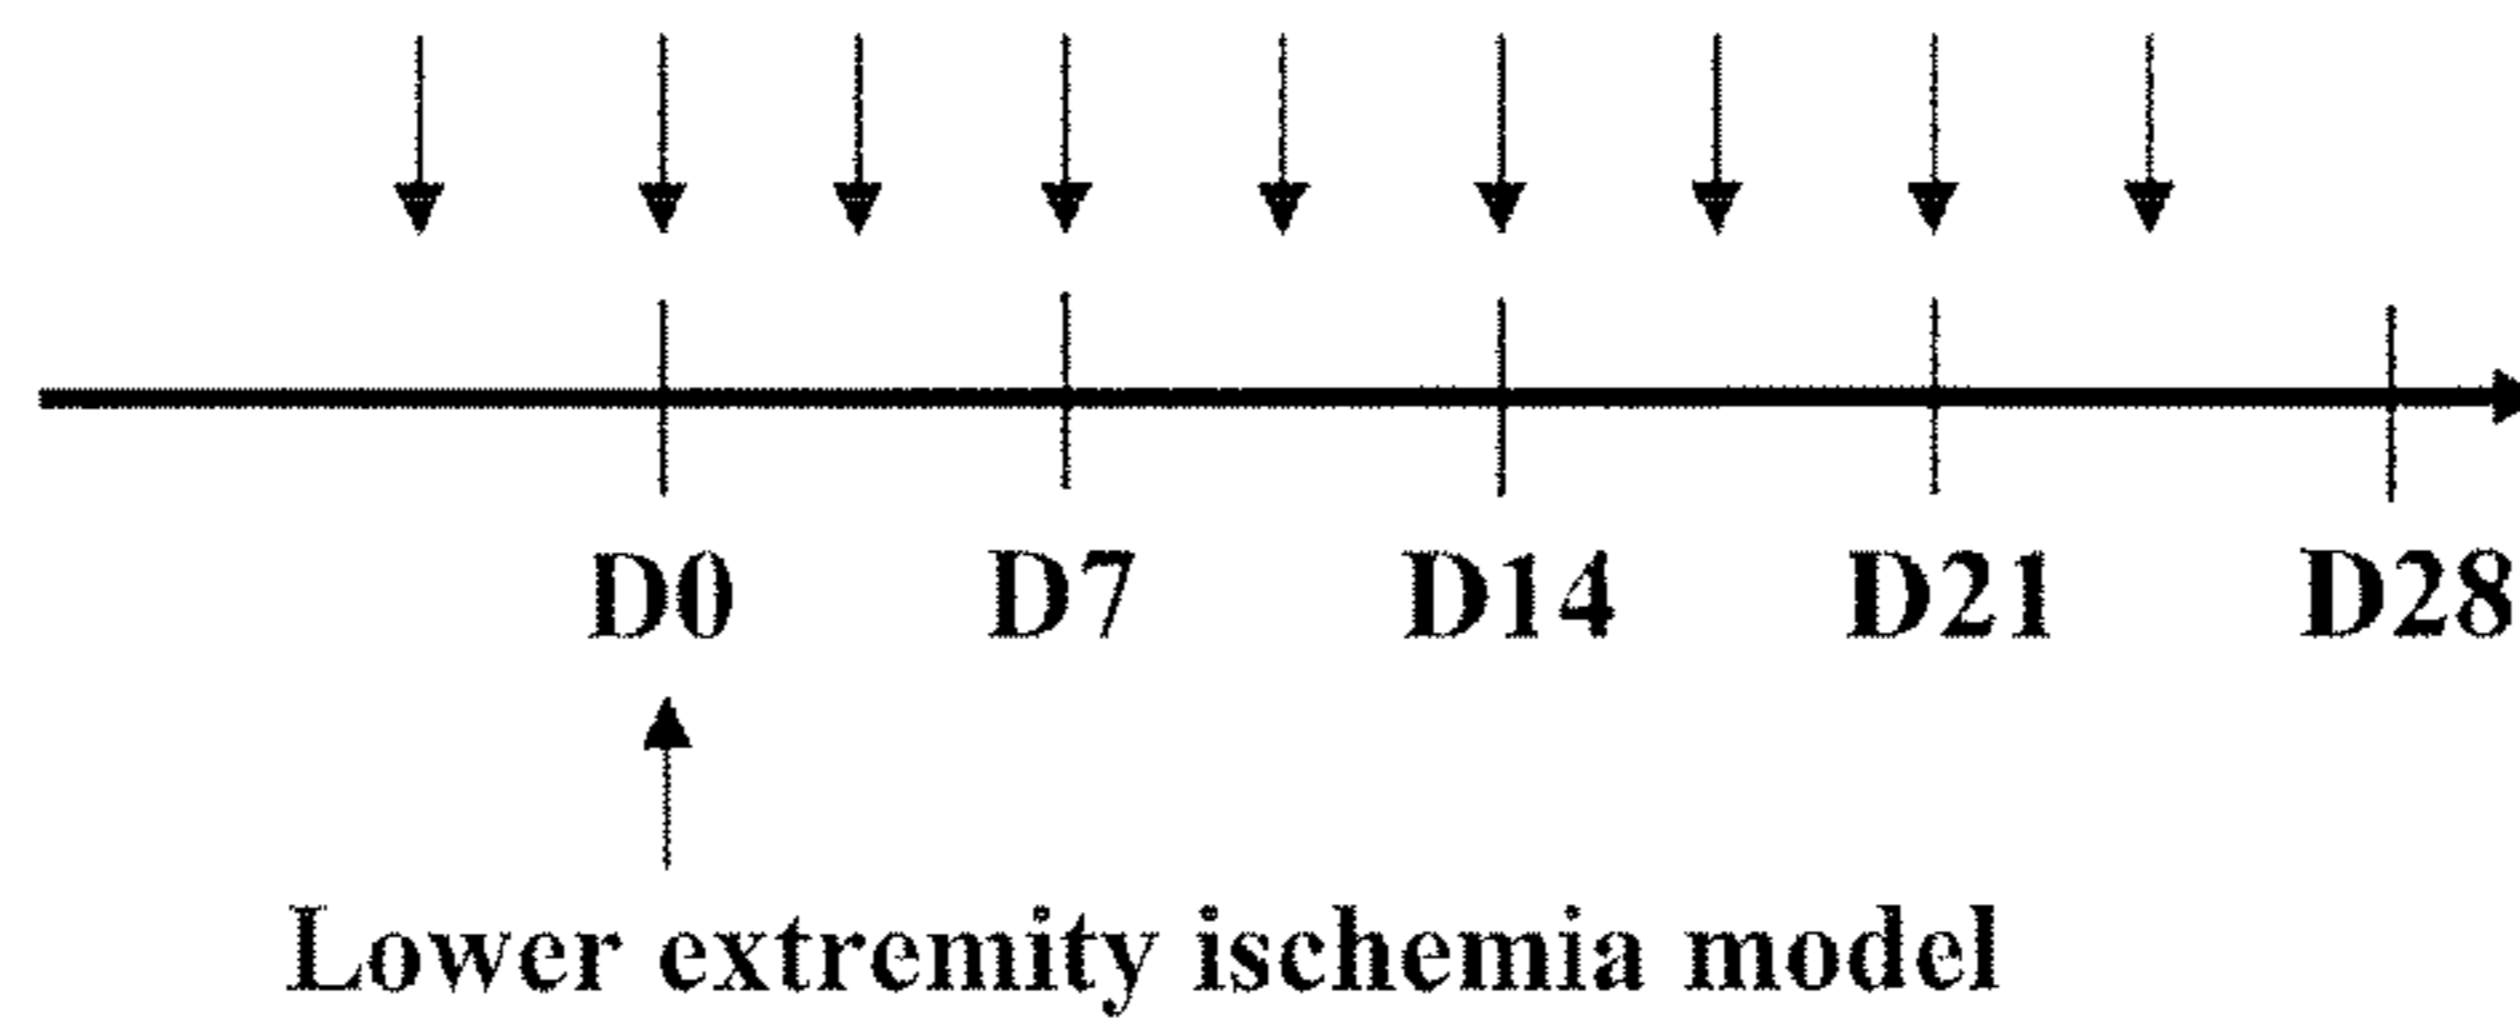 D0 D7 D14 D21 D28
Lower extremity ischemia model